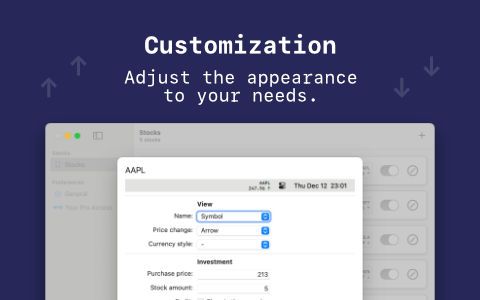 Customization
Adjust the appearance
to your needs.
Stocks
5 stocks
Stocks
Stocks
Preferences
General
Your Pro Access
AAPL
AAPL
247.96
Thu Dec 12 23:01
View
Name: Symbol
Price change: Arrow
Currency style: -
Investment
Purchase price: 213
Stock amount: 5